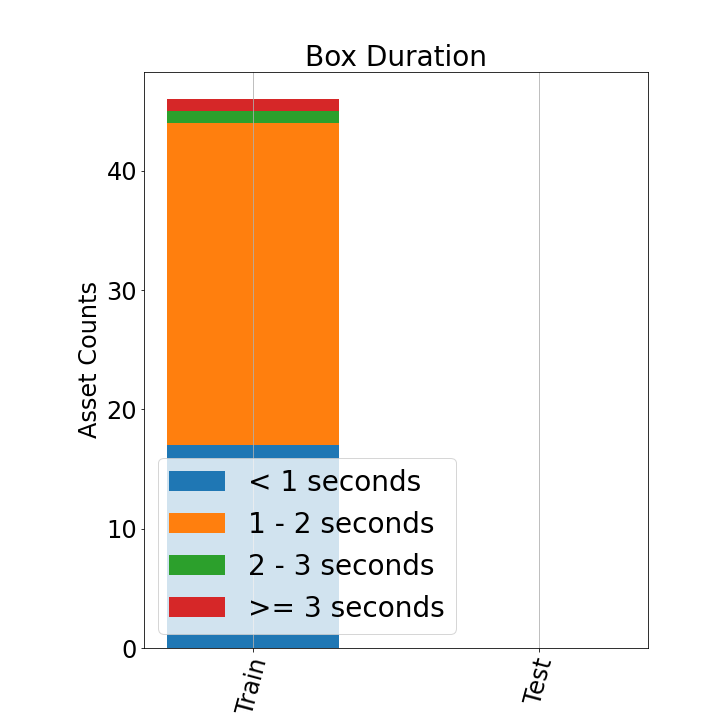 Box Duration
Asset Counts
40
30
20
10
0
< 1 seconds
1 - 2 seconds
2 - 3 seconds
>= 3 seconds
Train
Test